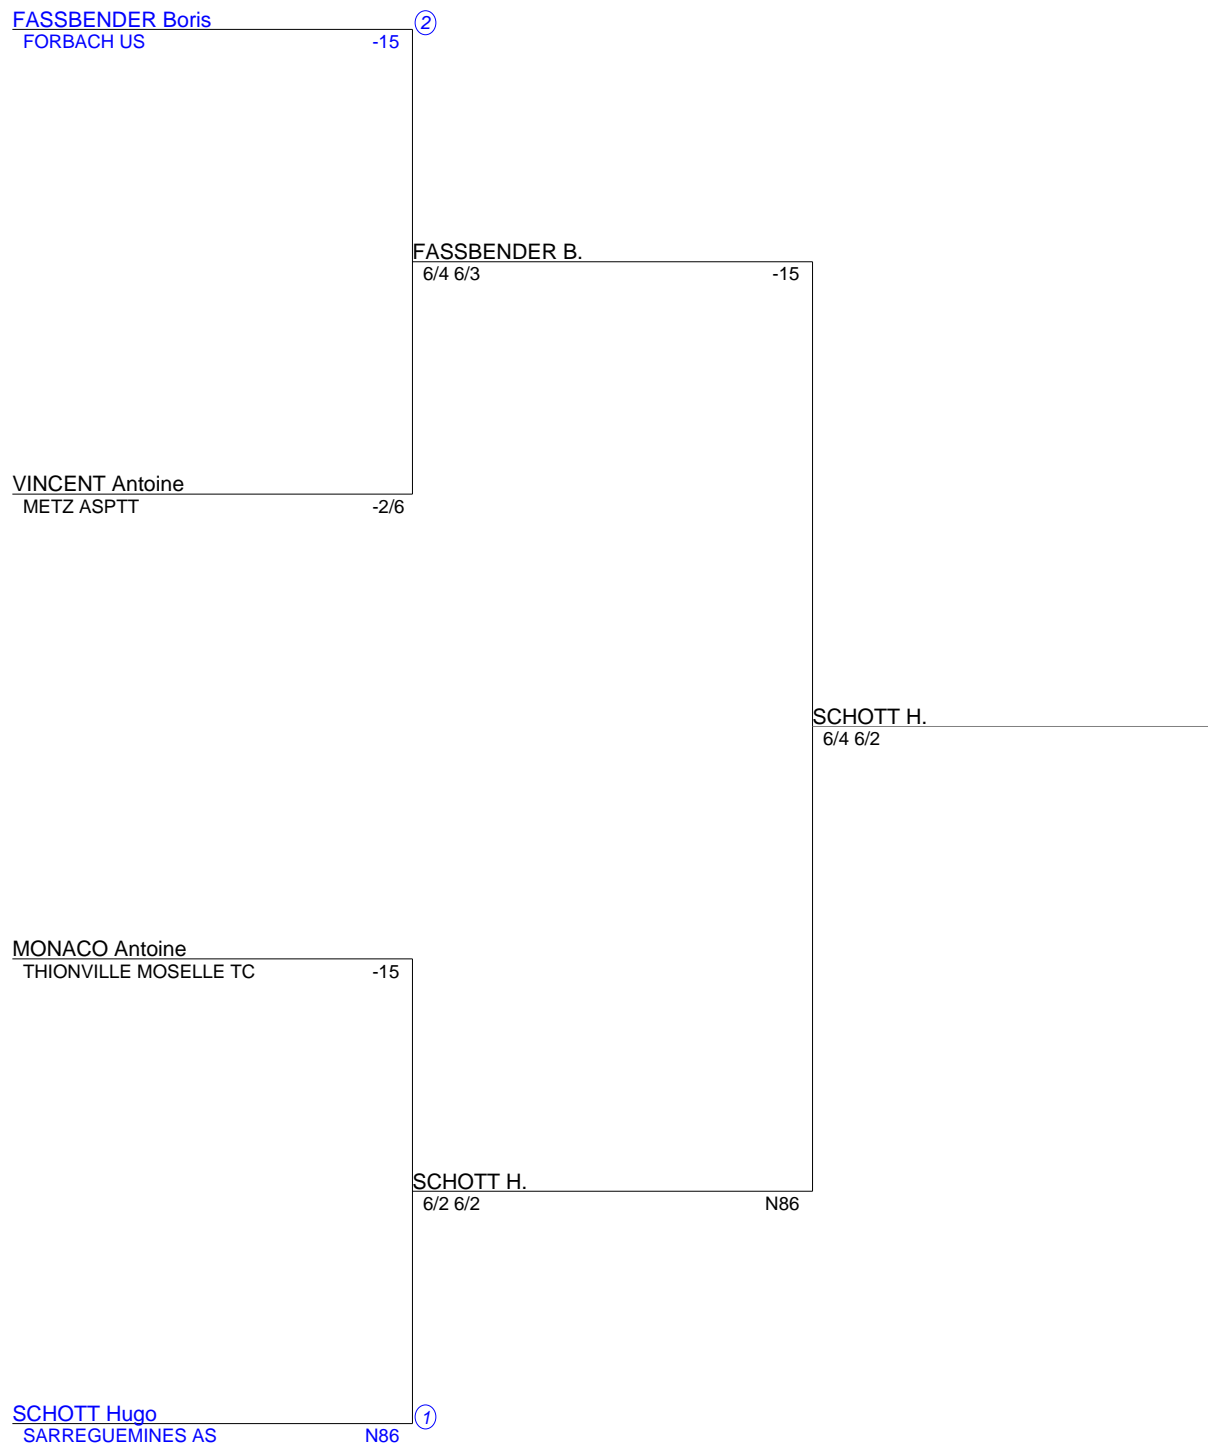 FASSBENDER Boris
2
FORBACH US -15
FASSBENDER B.
6/4 6/3 -15
VINCENT Antoine
METZ ASPTT -2/6
SCHOTT H.
6/4 6/2
MONACO Antoine
THIONVILLE MOSELLE TC -15
SCHOTT H.
6/2 6/2 N86
SCHOTT Hugo
1
SARREGUEMINES AS N86